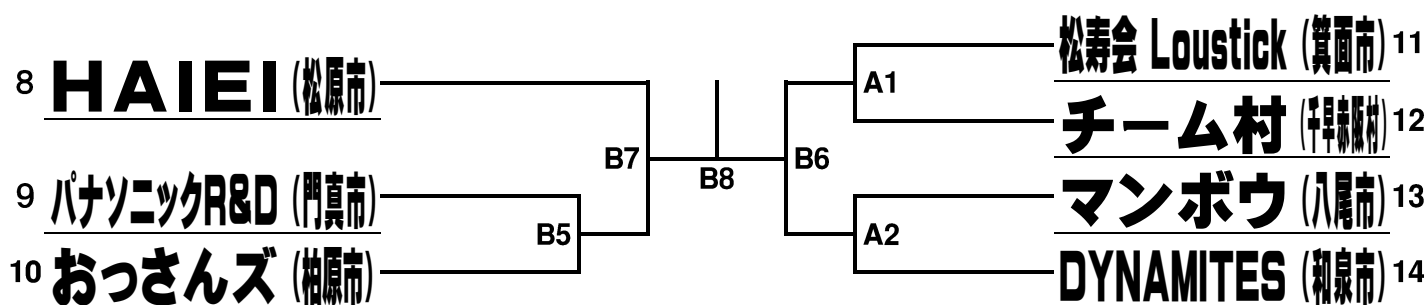 8 HAIEI (松原市)
9 パナソニックR&D (門真市)
10 おっさんズ (柏原市)
B7
B5
B8
B6
A1
A2
松寿会 Loustick (箕面市) 11
チーム村 (千早赤阪村) 12
マンボウ (八尾市) 13
DYNAMITES (和泉市) 14